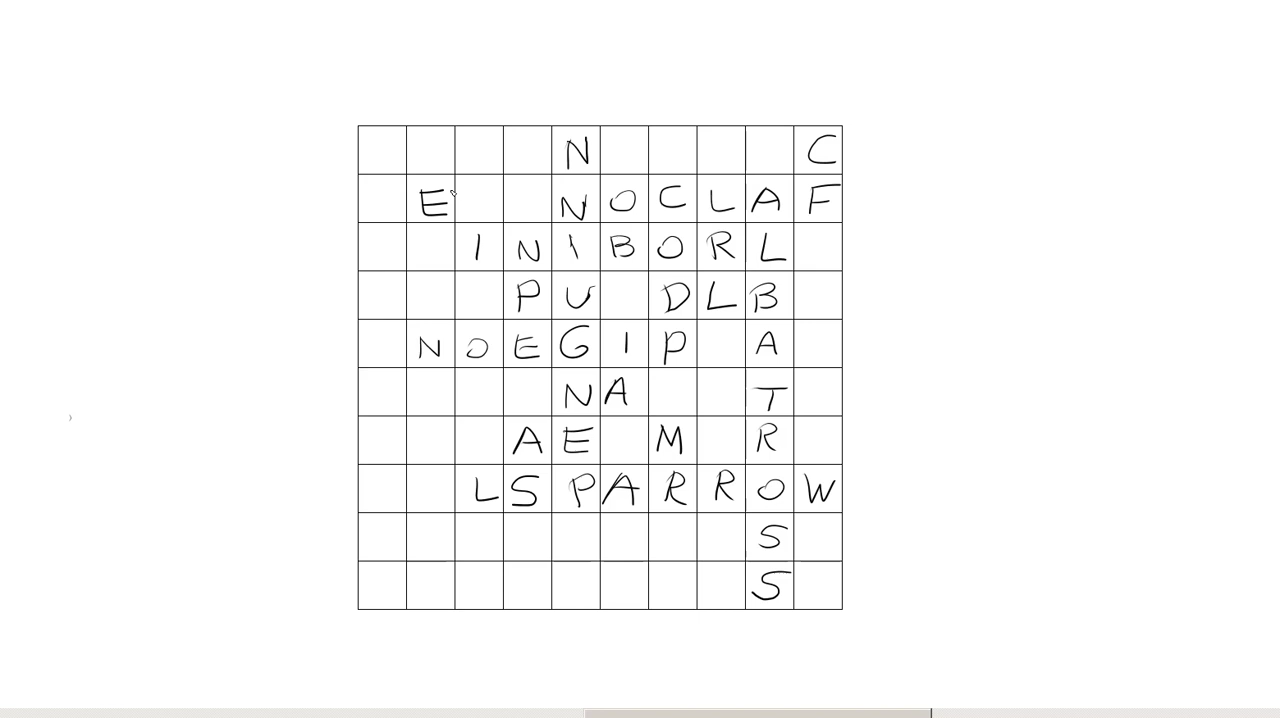 N C
E N O C L A F
I N I B O R L
P U D L B
N O E G I P A
N A T
A E M R
L S P A R R O W
S
S